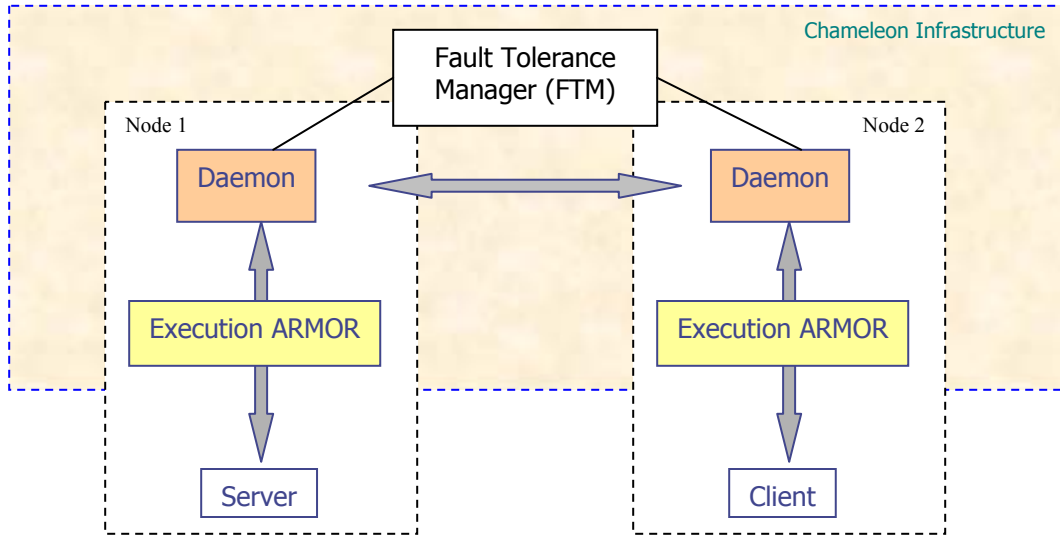 Chameleon Infrastructure
Fault Tolerance
Manager (FTM)
Node 1
Node 2
Daemon
Daemon
Execution ARMOR
Execution ARMOR
Server
Client